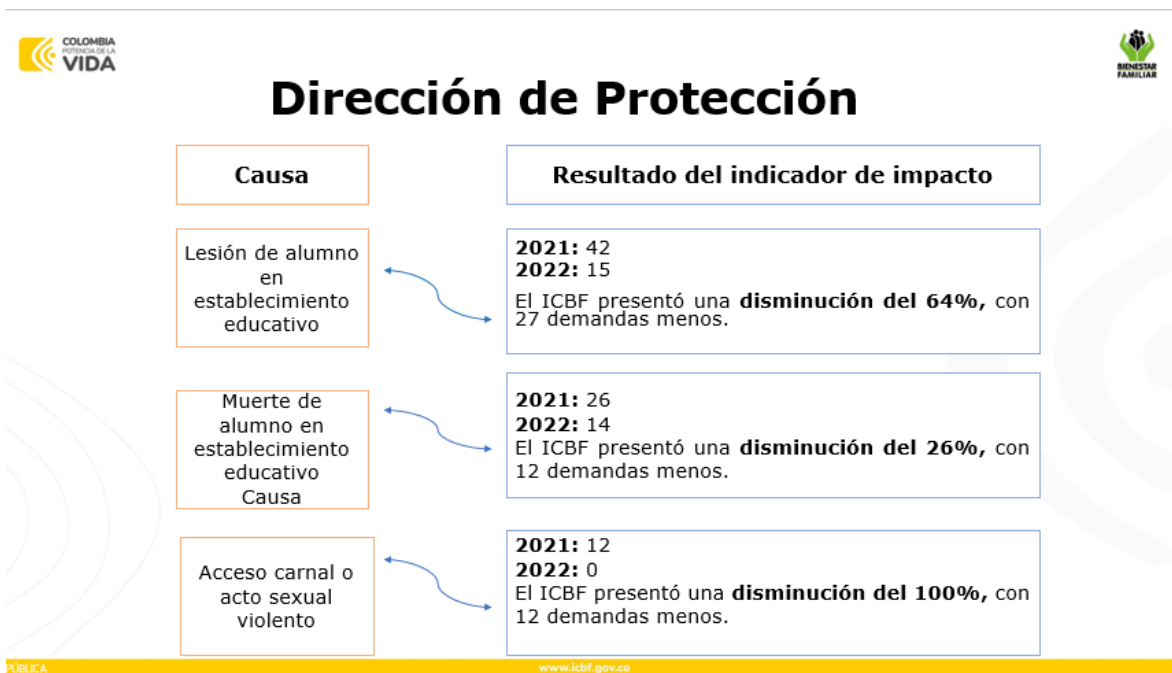 COLOMBIA
POTENCIA DE LA
VIDA
BIENESTAR
FAMILIAR
Dirección de Protección
Causa
Resultado del indicador de impacto
Lesión de alumno
en
establecimiento
educativo
2021: 42
2022: 15
El ICBF presentó una disminución del 64%, con
27 demandas menos.
Muerte de
alumno en
establecimiento
educativo
Causa
2021: 26
2022: 14
El ICBF presentó una disminución del 26%, con
12 demandas menos.
Acceso carnal o
acto sexual
violento
2021: 12
2022: 0
El ICBF presentó una disminución del 100%, con
12 demandas menos.
PÚBLICA
www.icbf.gov.co